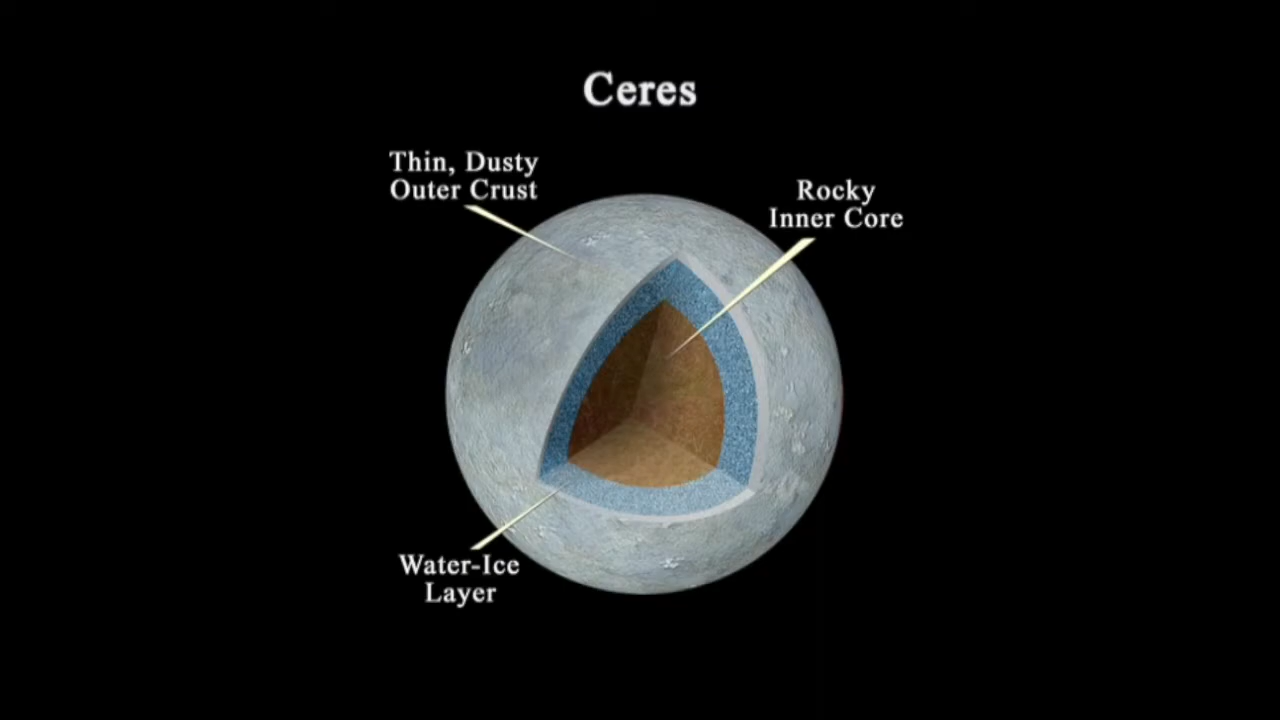 Ceres
Thin, Dusty
Outer Crust
Rocky
Inner Core
Water-Ice
Layer